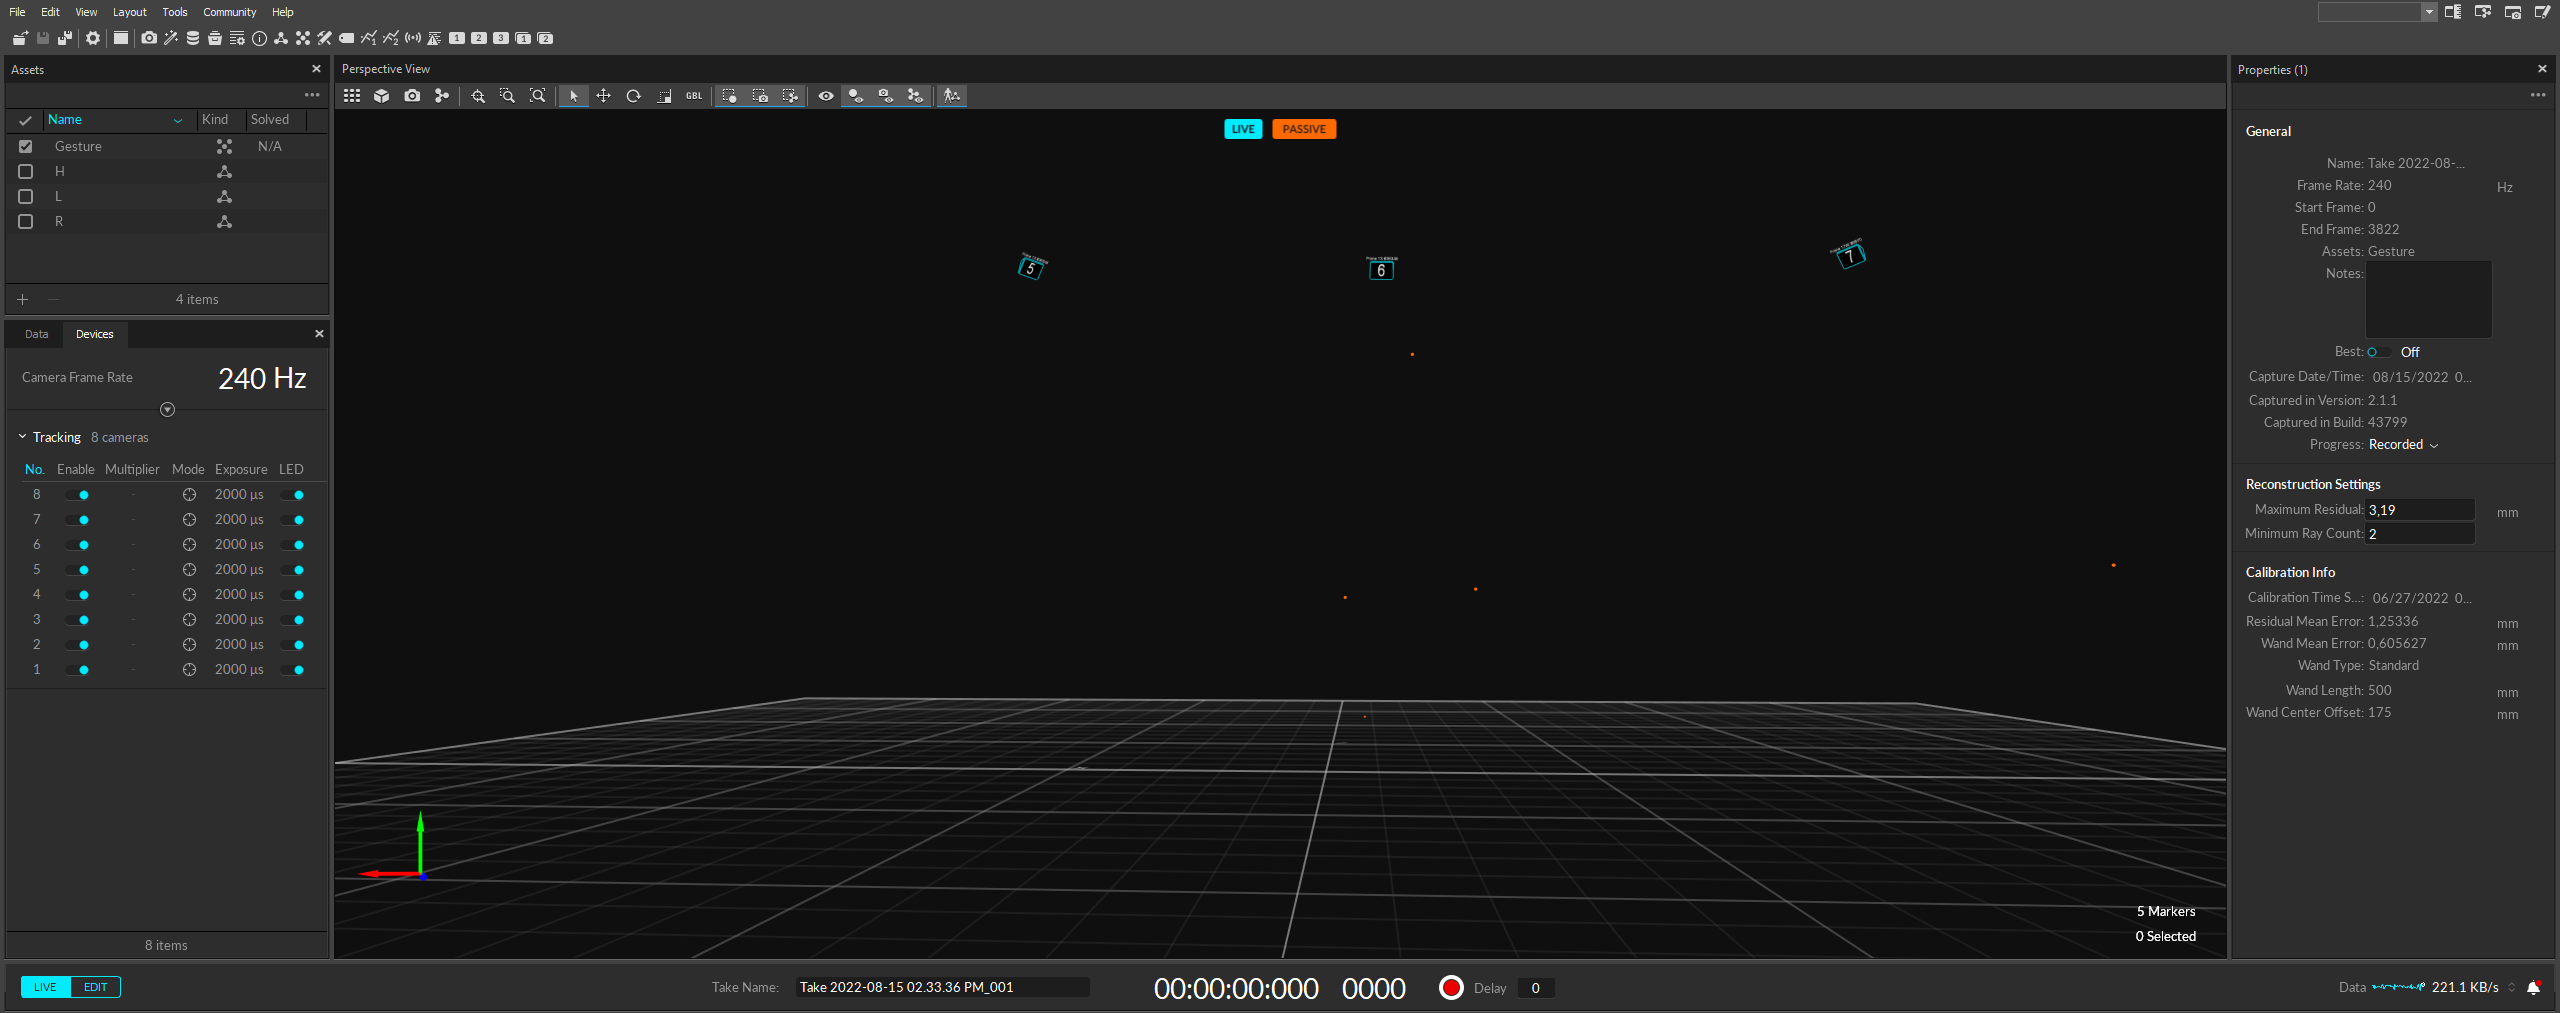 File Edit View Layout Tools Community Help
1 2 3 1 2
Assets
Name Kind Solved
Gesture N/A
H
L
R
4 items
Data Devices
Camera Frame Rate 240 Hz
Tracking 8 cameras
No. Enable Multiplier Mode Exposure LED
8 - 2000 µs
7 - 2000 µs
6 - 2000 µs
5 - 2000 µs
4 - 2000 µs
3 - 2000 µs
2 - 2000 µs
1 - 2000 µs
8 items
Perspective View
GBL
LIVE PASSIVE
5 6 7
5 Markers
0 Selected
Properties (1)
General
Name: Take 2022-08-...
Frame Rate: 240 Hz
Start Frame: 0
End Frame: 3822
Assets: Gesture
Notes:
Best: Off
Capture Date/Time: 08/15/2022 0...
Captured in Version: 2.1.1
Captured in Build: 43799
Progress: Recorded
Reconstruction Settings
Maximum Residual: 3,19 mm
Minimum Ray Count: 2
Calibration Info
Calibration Time S...: 06/27/2022 0...
Residual Mean Error: 1,25336 mm
Wand Mean Error: 0,605627 mm
Wand Type: Standard
Wand Length: 500 mm
Wand Center Offset: 175 mm
LIVE EDIT
Take Name: Take 2022-08-15 02.33.36 PM_001
00:00:00:000 0000
Delay 0
Data 221.1 KB/s